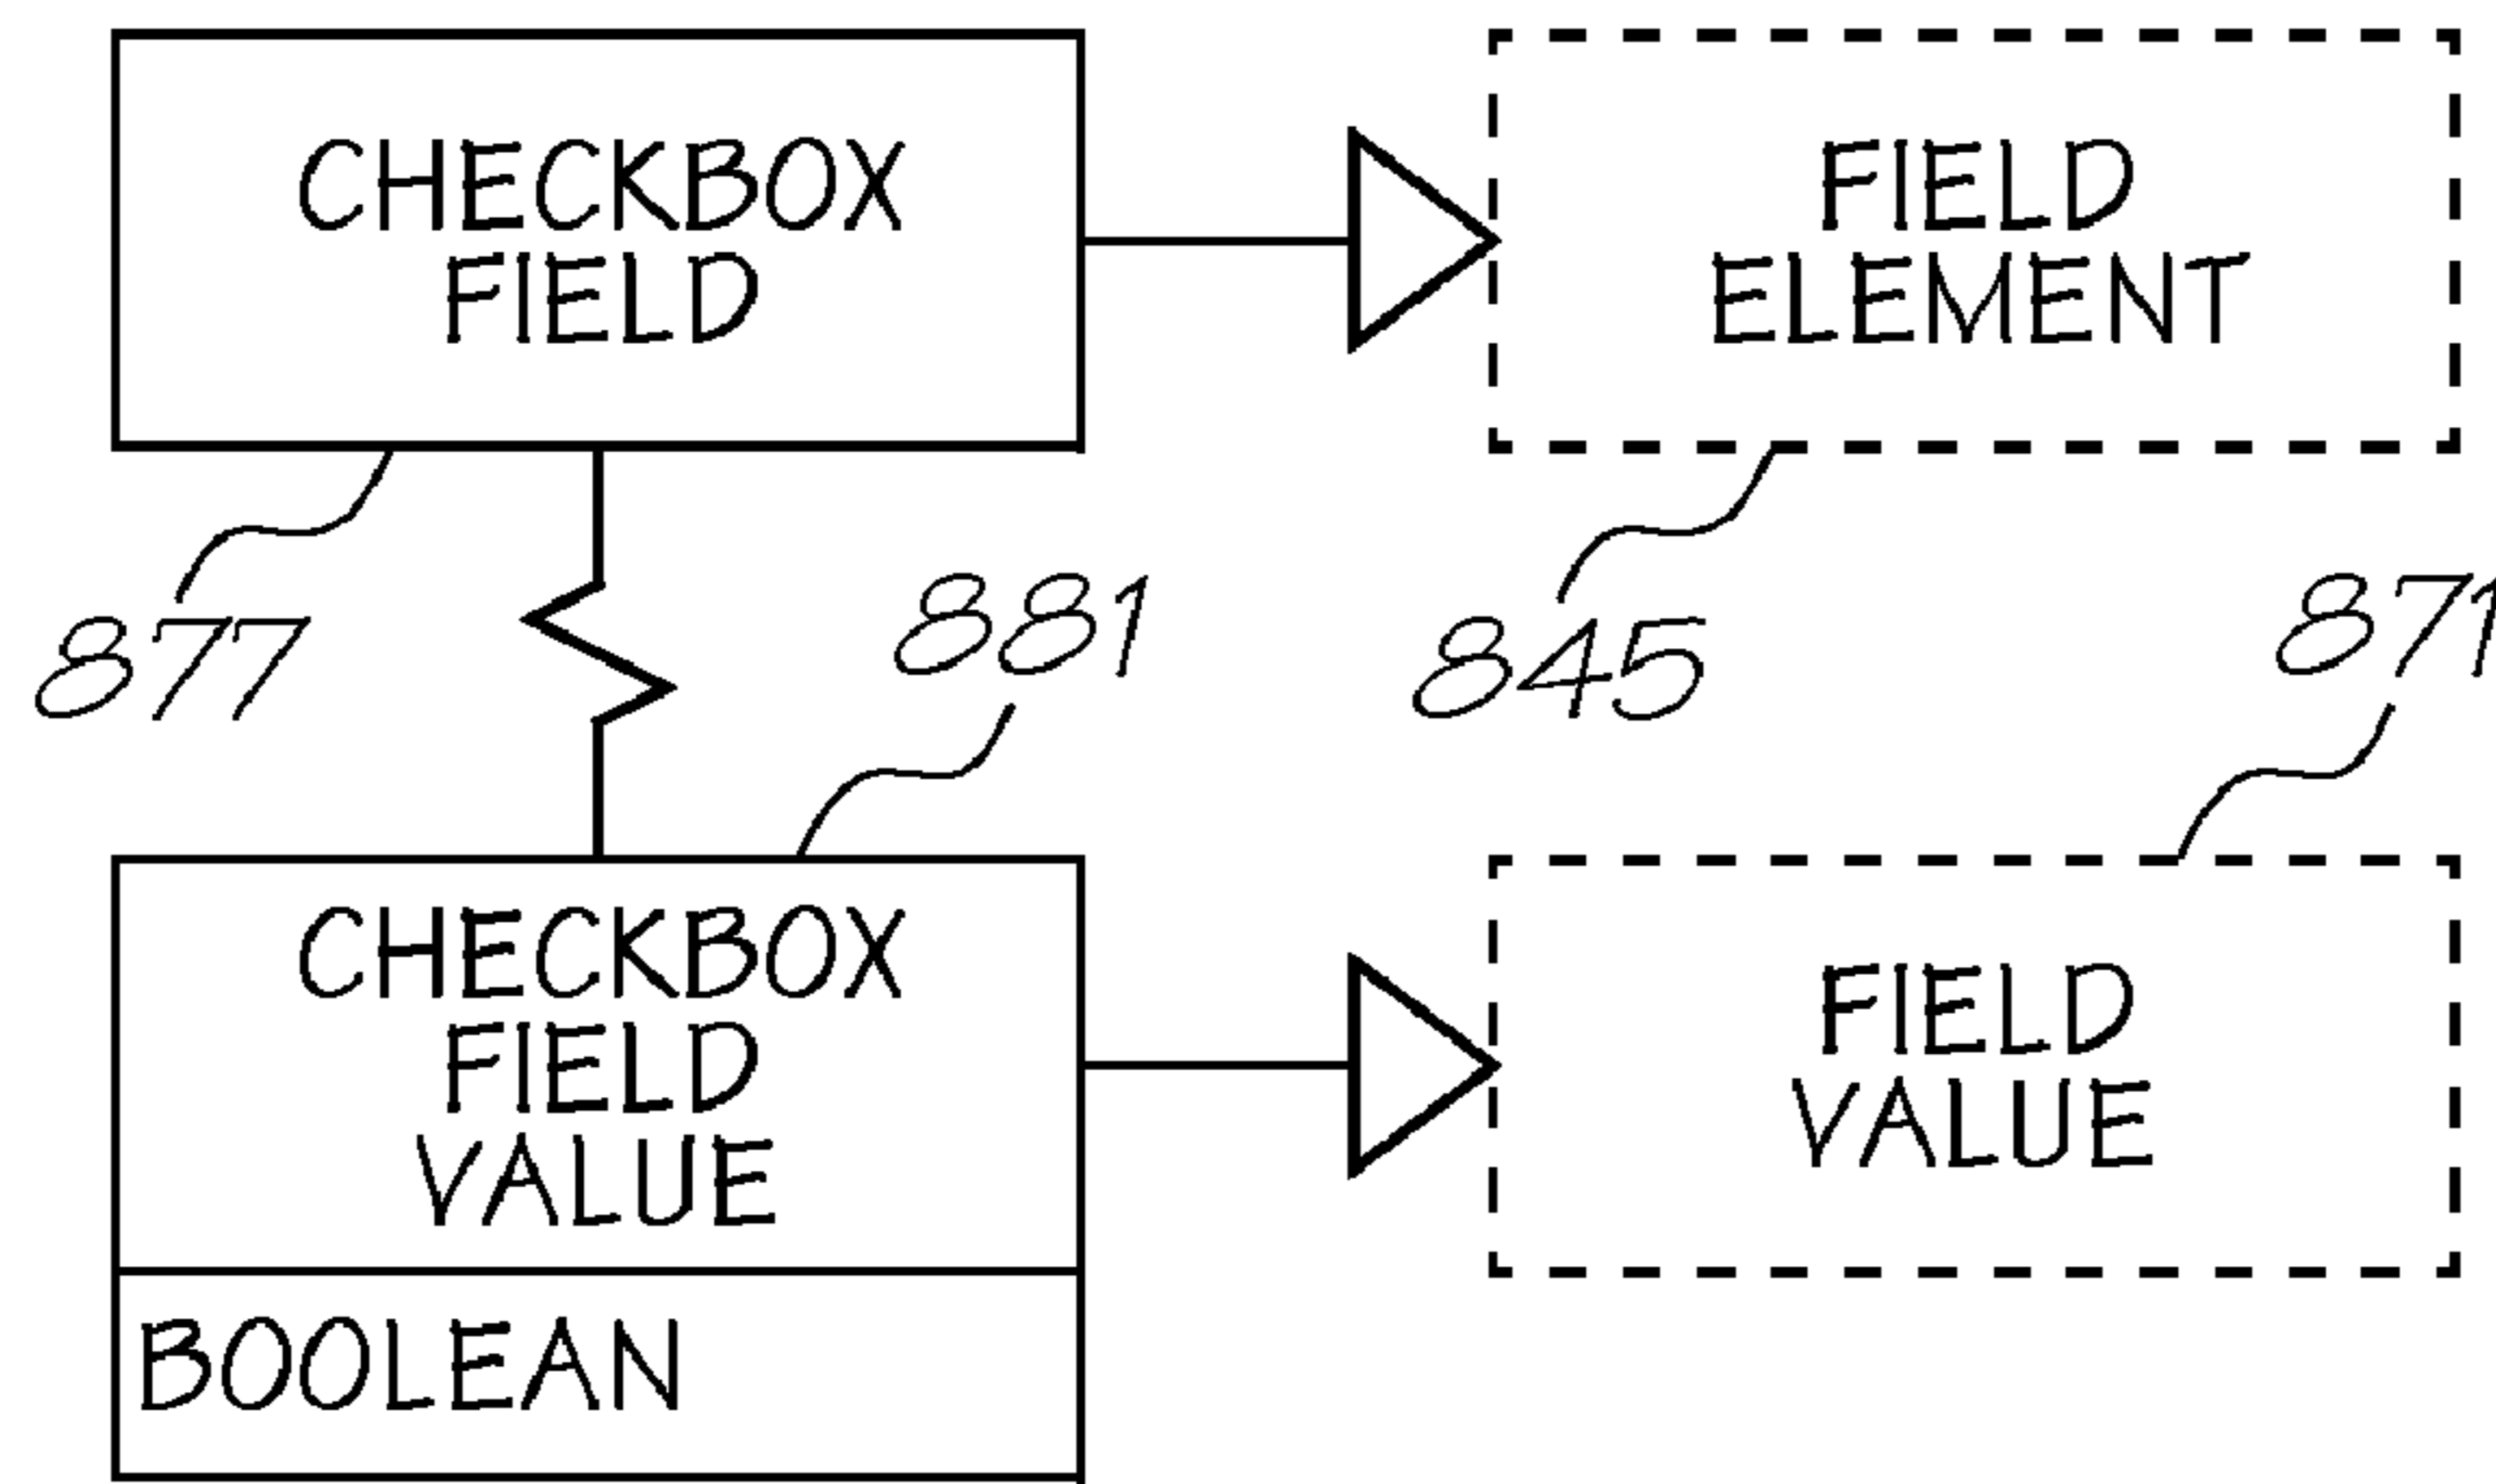 CHECKBOX
FIELD
FIELD
ELEMENT
877
881
845
871
CHECKBOX
FIELD
VALUE
FIELD
VALUE
BOOLEAN